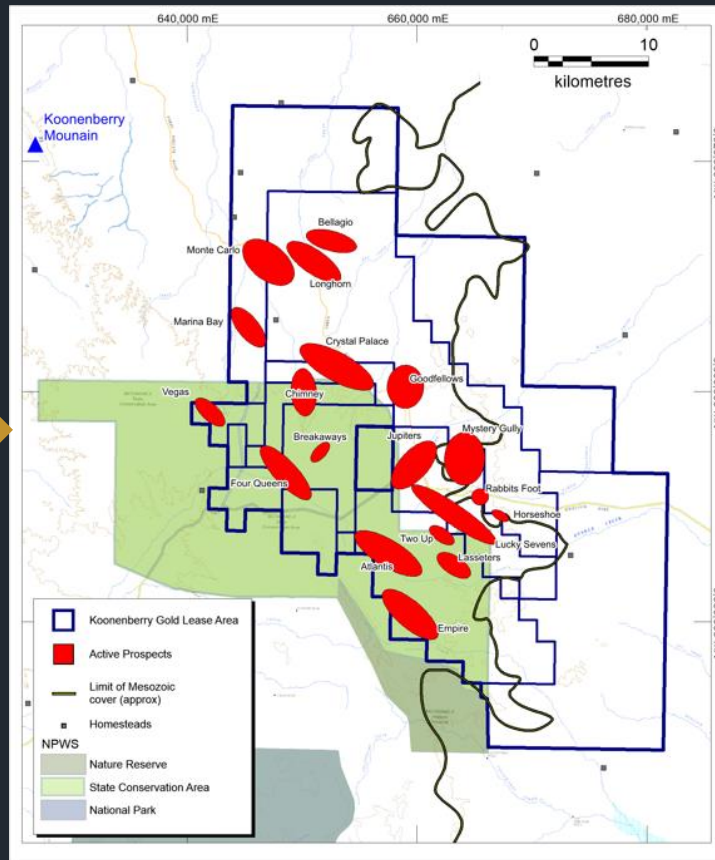 640,000 mE
660,000 mE
680,000 mE
0
10
kilometres
Koonenberry
Mounain
Bellagio
Monte Carlo
Longhorn
Marina Bay
Crystal Palace
Goodfellows
Chimney
Vegas
Breakaways
Jupiters
Mystery Gully
Four Queens
Rabbits Foot
Horseshoe
Two Up
Lucky Sevens
Atlantis
Lasseters
Empire
Koonenberry Gold Lease Area
Active Prospects
Limit of Mesozoic
cover (approx)
Homesteads
NPWS
Nature Reserve
State Conservation Area
National Park